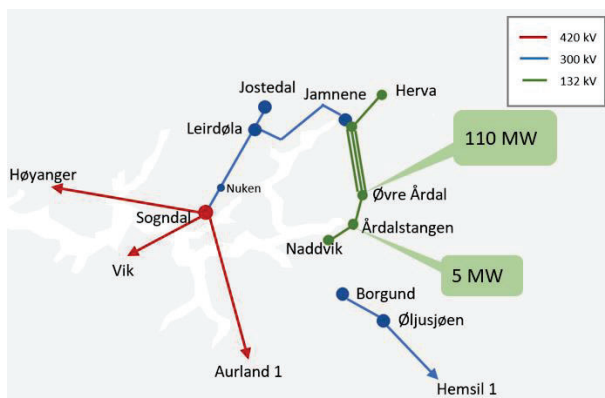 420 kV
300 kV
132 kV
Jostedal
Jamnene
Herva
Leirdøla
110 MW
Høyanger
Nuken
Øvre Årdal
Sogndal
Årdalstangen
Naddvik
Vik
5 MW
Borgund
Øljusjøen
Aurland 1
Hemsil 1